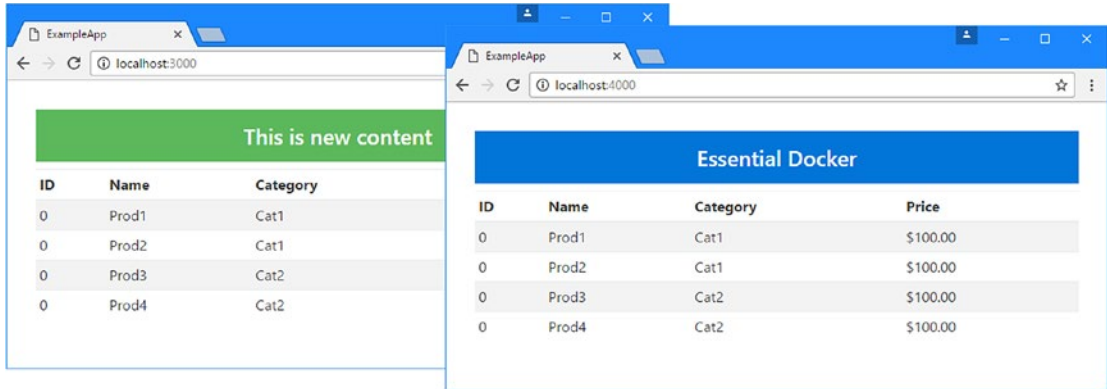 ExampleApp
localhost:3000
This is new content
ID Name Category
0 Prod1 Cat1
0 Prod2 Cat1
0 Prod3 Cat2
0 Prod4 Cat2
ExampleApp
localhost:4000
Essential Docker
ID Name Category Price
0 Prod1 Cat1 $100.00
0 Prod2 Cat1 $100.00
0 Prod3 Cat2 $100.00
0 Prod4 Cat2 $100.00